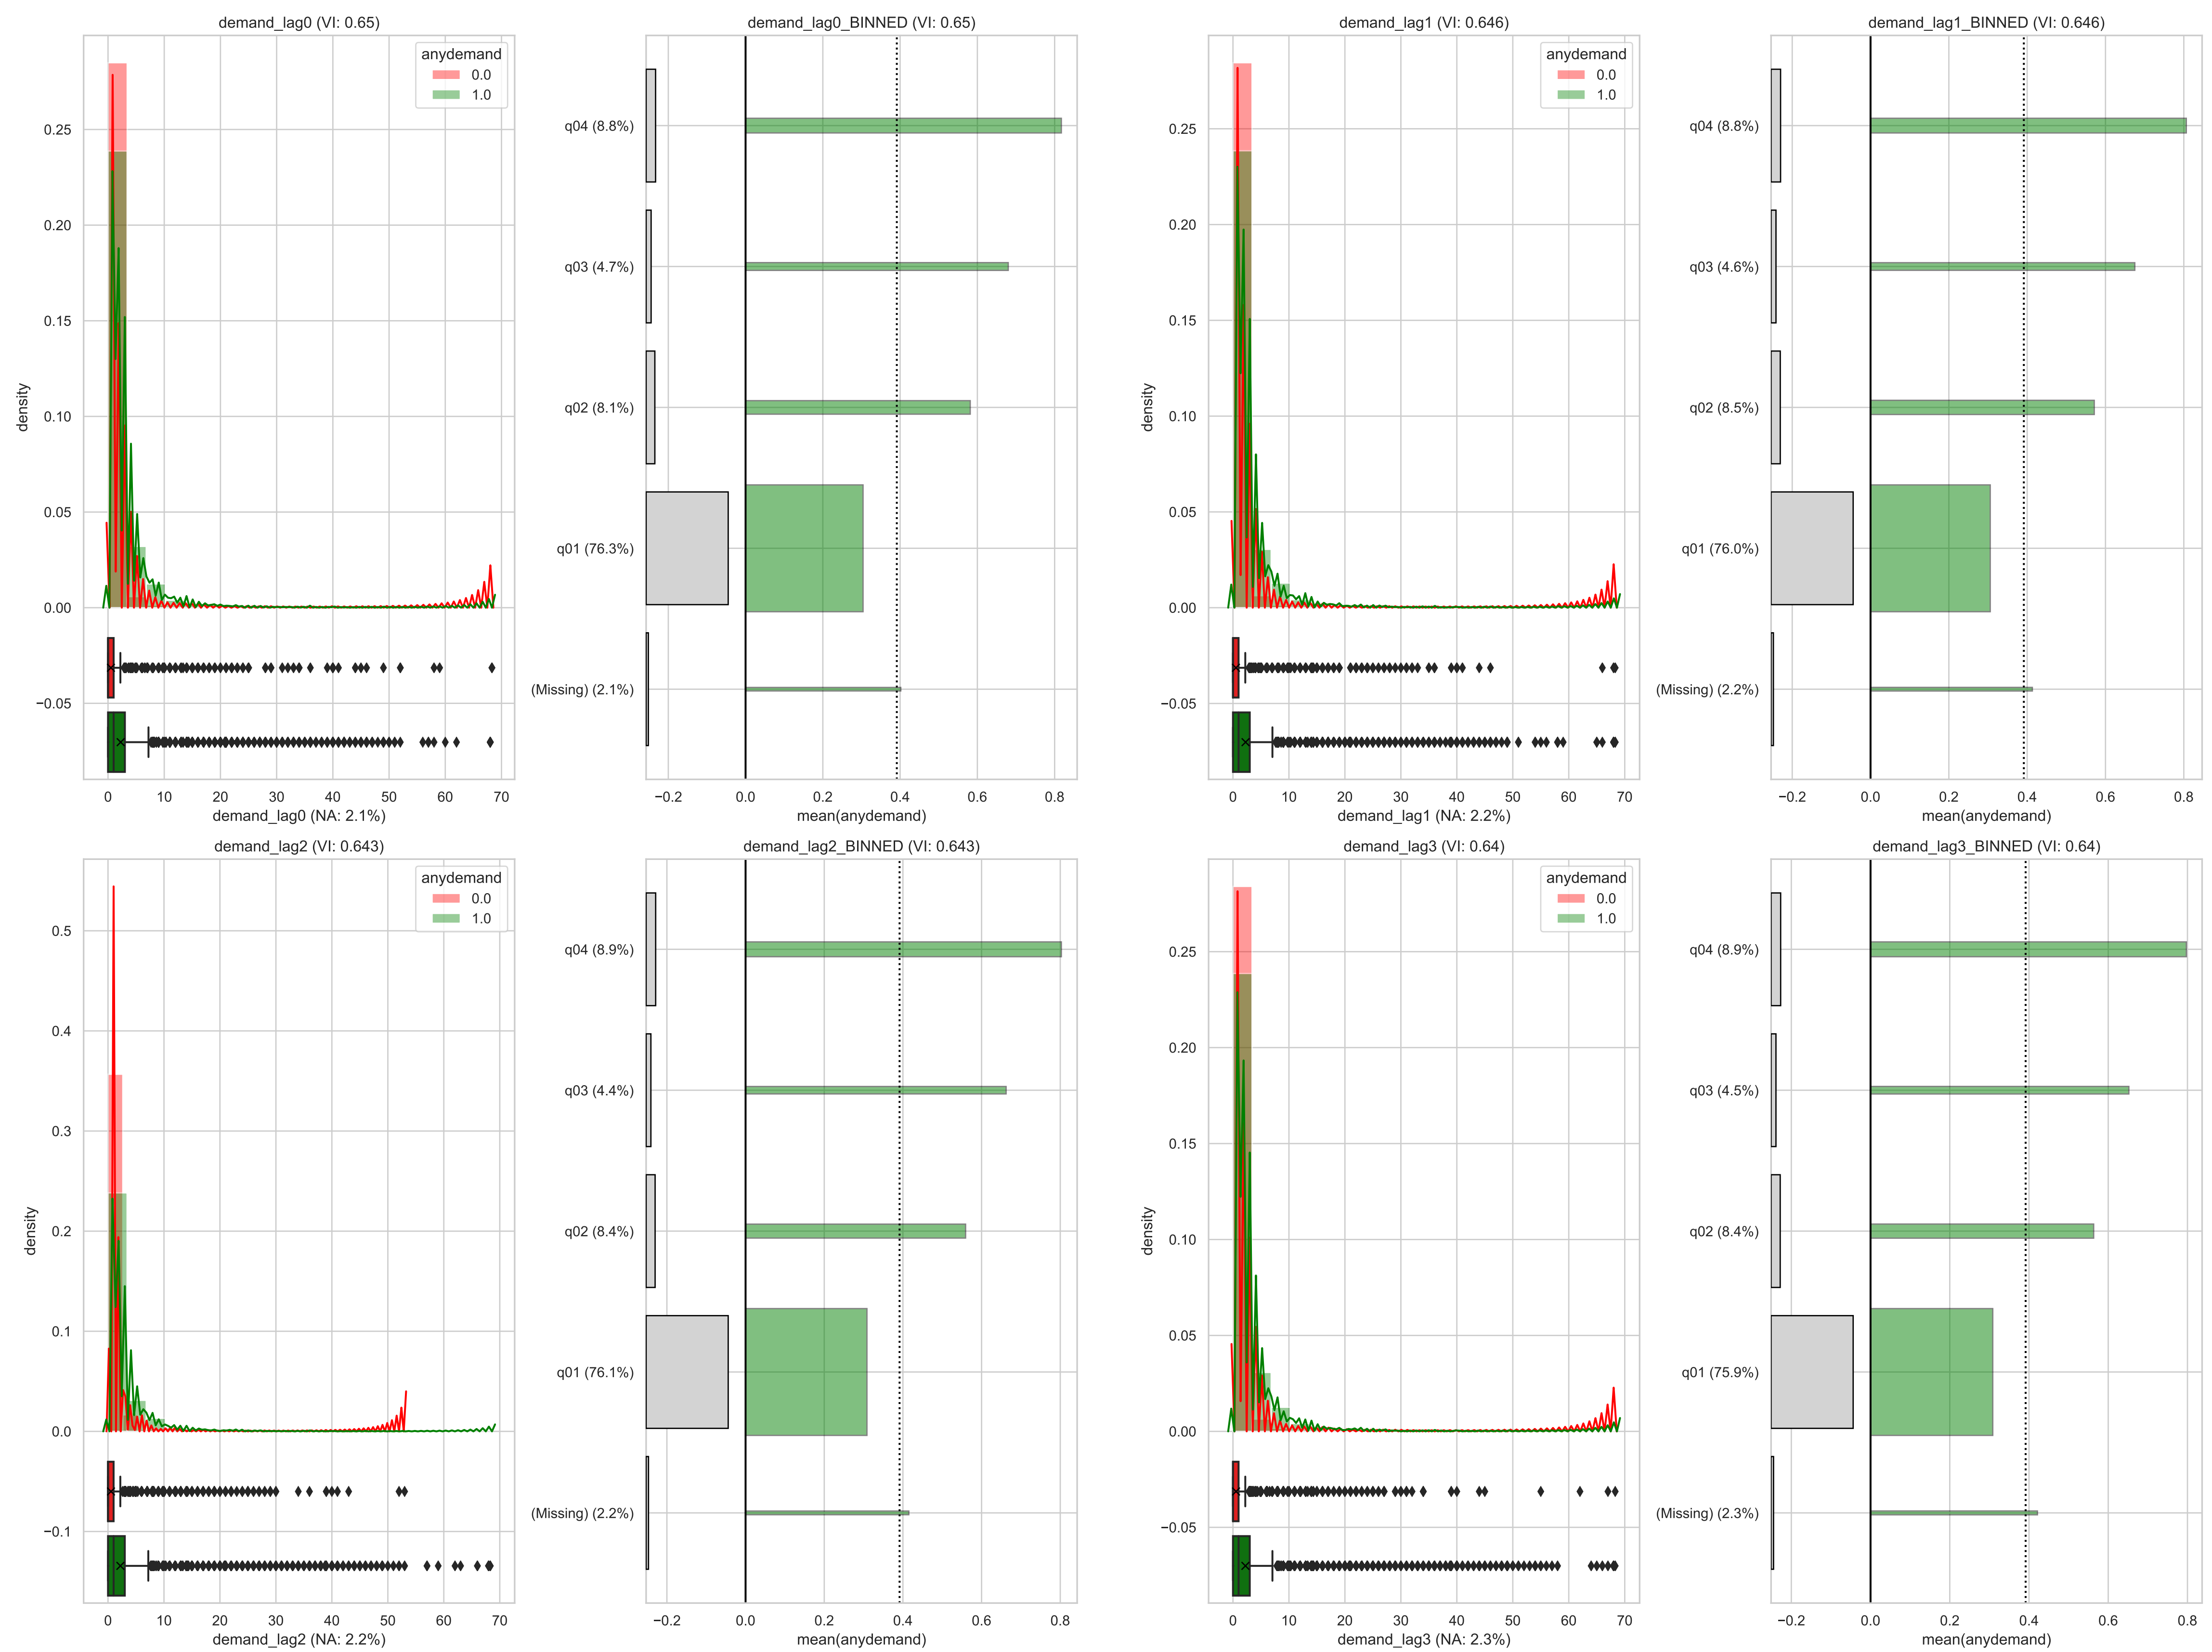 demand_lag0 (VI: 0.65)
anydemand
0.0
1.0
density
0.25
0.20
0.15
0.10
0.05
0.00
−0.05
0 10 20 30 40 50 60 70
demand_lag0 (NA: 2.1%)
demand_lag0_BINNED (VI: 0.65)
q04 (8.8%)
q03 (4.7%)
q02 (8.1%)
q01 (76.3%)
(Missing) (2.1%)
−0.2 0.0 0.2 0.4 0.6 0.8
mean(anydemand)
demand_lag1 (VI: 0.646)
anydemand
0.0
1.0
density
0.25
0.20
0.15
0.10
0.05
0.00
−0.05
0 10 20 30 40 50 60 70
demand_lag1 (NA: 2.2%)
demand_lag1_BINNED (VI: 0.646)
q04 (8.8%)
q03 (4.6%)
q02 (8.5%)
q01 (76.0%)
(Missing) (2.2%)
−0.2 0.0 0.2 0.4 0.6 0.8
mean(anydemand)
demand_lag2 (VI: 0.643)
anydemand
0.0
1.0
density
0.5
0.4
0.3
0.2
0.1
0.0
−0.1
0 10 20 30 40 50 60 70
demand_lag2 (NA: 2.2%)
demand_lag2_BINNED (VI: 0.643)
q04 (8.9%)
q03 (4.4%)
q02 (8.4%)
q01 (76.1%)
(Missing) (2.2%)
−0.2 0.0 0.2 0.4 0.6 0.8
mean(anydemand)
demand_lag3 (VI: 0.64)
anydemand
0.0
1.0
density
0.25
0.20
0.15
0.10
0.05
0.00
−0.05
0 10 20 30 40 50 60 70
demand_lag3 (NA: 2.3%)
demand_lag3_BINNED (VI: 0.64)
q04 (8.9%)
q03 (4.5%)
q02 (8.4%)
q01 (75.9%)
(Missing) (2.3%)
−0.2 0.0 0.2 0.4 0.6 0.8
mean(anydemand)